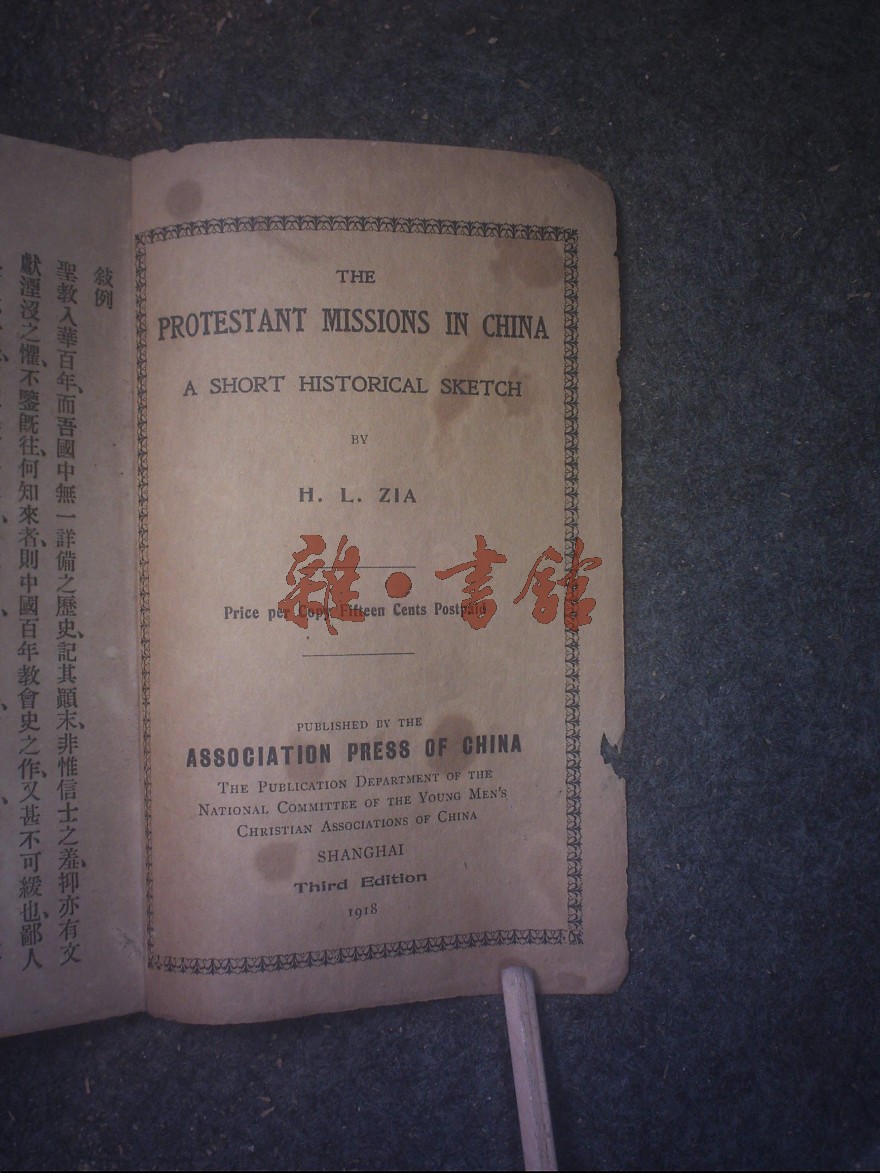 THE
PROTESTANT MISSIONS IN CHINA
A SHORT HISTORICAL SKETCH
BY
H. L. ZIA
雜·書館
Price per Copy Fifteen Cents Postpaid
PUBLISHED BY THE
ASSOCIATION PRESS OF CHINA
THE PUBLICATION DEPARTMENT OF THE
NATIONAL COMMITTEE OF THE YOUNG MEN'S
CHRISTIAN ASSOCIATIONS OF CHINA
SHANGHAI
Third Edition
1918
敍例
聖教入華百年、而吾國中無一詳備之歷史、記其顛末、非惟信士之羞、抑亦有文
獻湮沒之懼、不鑒既往、何知來者、則中國百年教會史之作、又甚不可緩也、鄙人